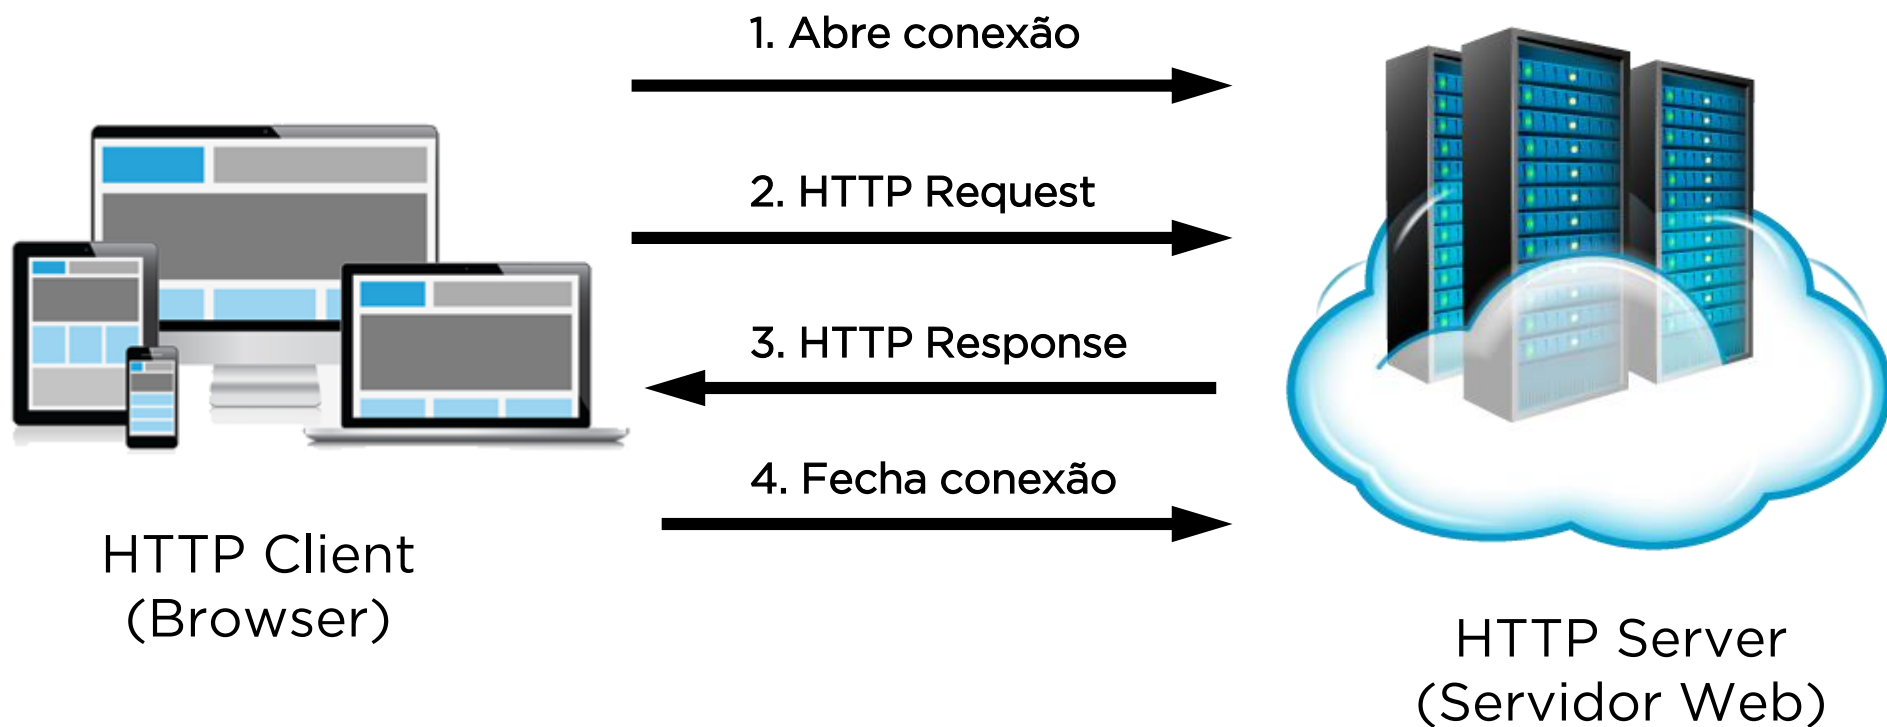 1. Abre conexão
2. HTTP Request
3. HTTP Response
4. Fecha conexão
HTTP Client
(Browser)
HTTP Server
(Servidor Web)